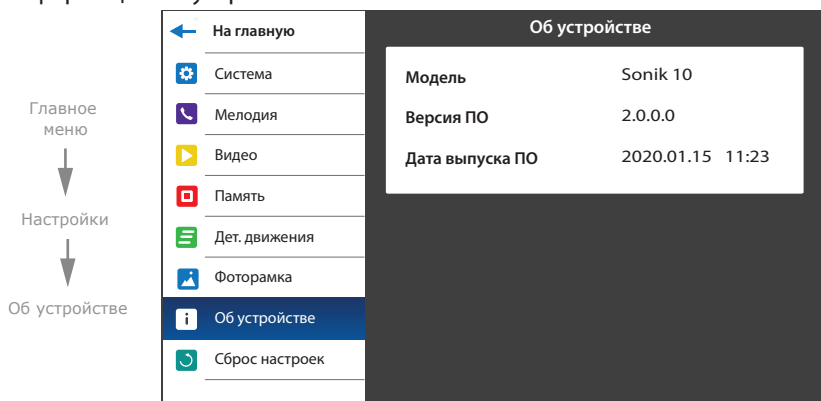 Главное
меню
Настройки
Об устройстве
На главную
Система
Мелодия
Видео
Память
Дет. движения
Фоторамка
Об устройстве
Сброс настроек
Об устройстве
Модель Sonik 10
Версия ПО 2.0.0.0
Дата выпуска ПО 2020.01.15 11:23